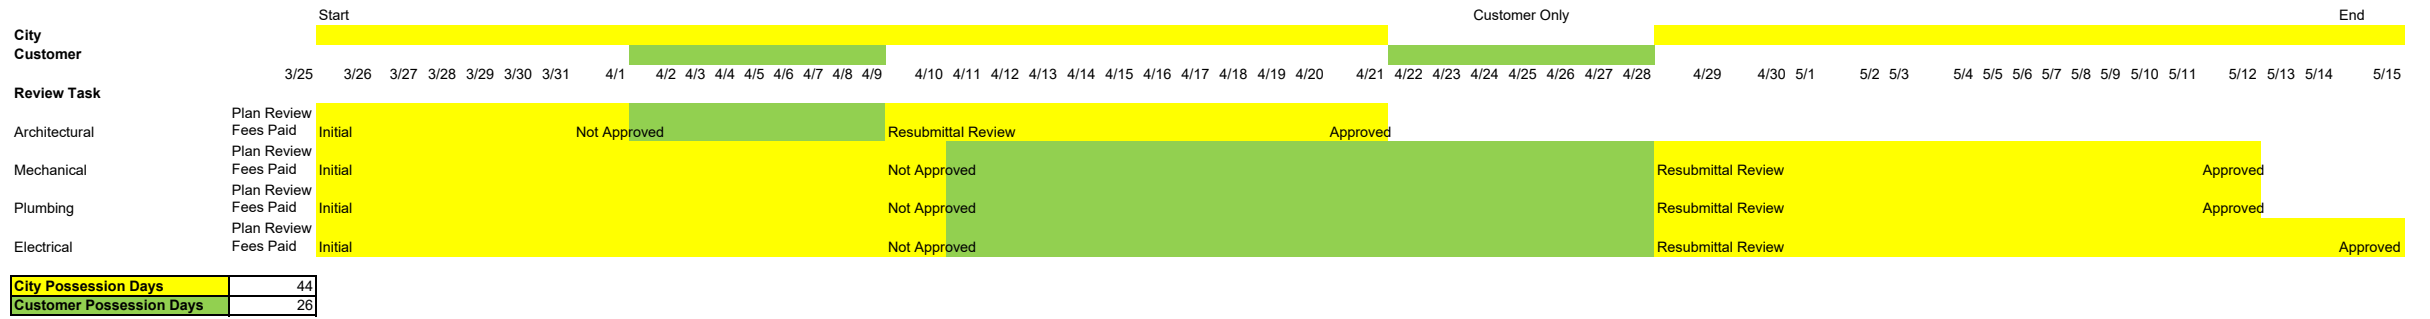 Start Customer Only End
City
Customer
3/25 3/26 3/27 3/28 3/29 3/30 3/31 4/1 4/2 4/3 4/4 4/5 4/6 4/7 4/8 4/9 4/10 4/11 4/12 4/13 4/14 4/15 4/16 4/17 4/18 4/19 4/20 4/21 4/22 4/23 4/24 4/25 4/26 4/27 4/28 4/29 4/30 5/1 5/2 5/3 5/4 5/5 5/6 5/7 5/8 5/9 5/10 5/11 5/12 5/13 5/14 5/15
Review Task
Plan Review
Architectural Fees Paid Initial Not Approved Resubmittal Review Approved
Plan Review
Mechanical Fees Paid Initial Not Approved Resubmittal Review Approved
Plan Review
Plumbing Fees Paid Initial Not Approved Resubmittal Review Approved
Plan Review
Electrical Fees Paid Initial Not Approved Resubmittal Review Approved
City Possession Days 44
Customer Possession Days 26